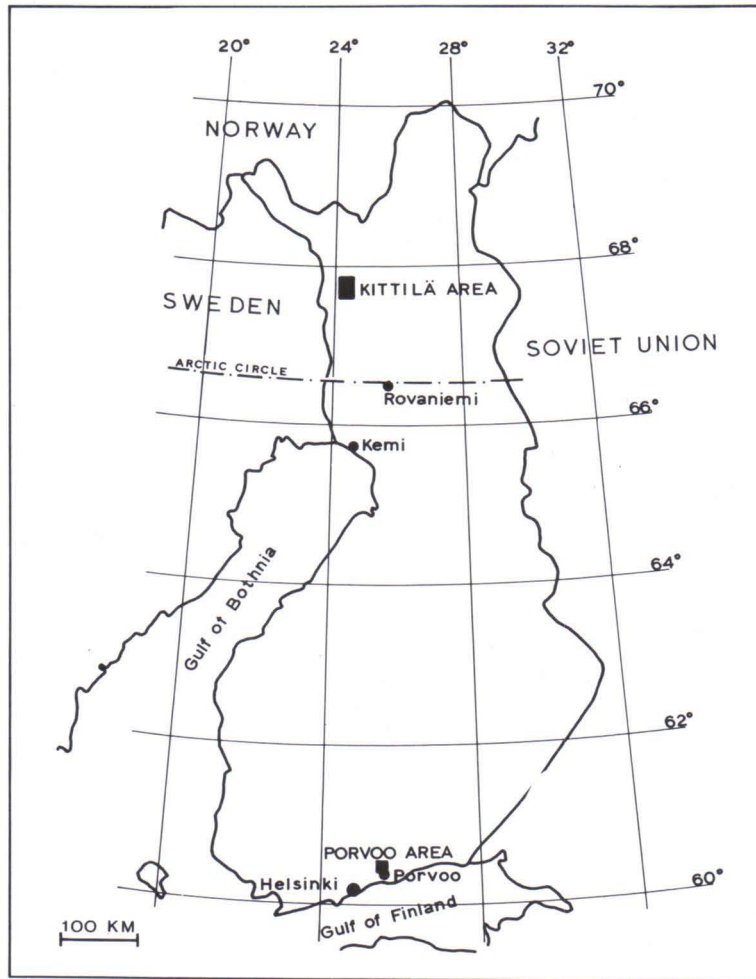 20° 24° 28° 32°
70°
NORWAY
68°
KITTILÄ AREA
SWEDEN
SOVIET UNION
ARCTIC CIRCLE
Rovaniemi
66°
Kemi
64°
Gulf of Bothnia
62°
PORVOO AREA
Porvoo
Helsinki
60°
Gulf of Finland
100 KM